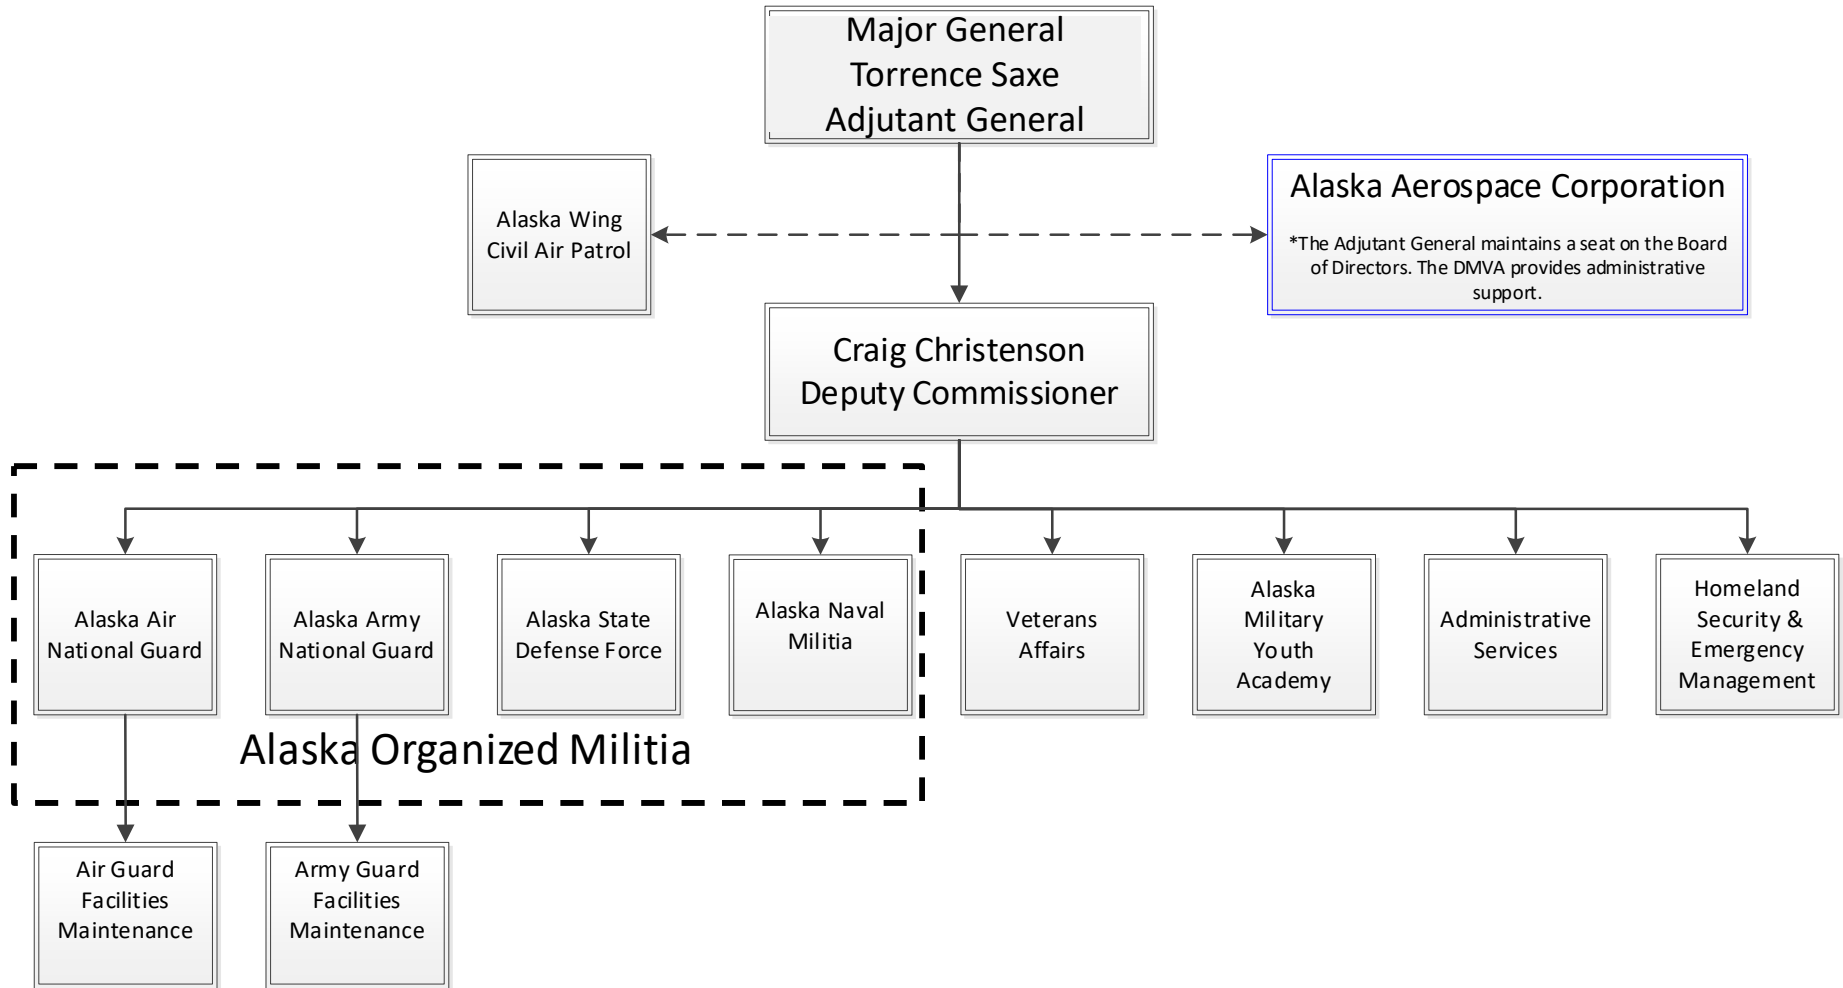 Major General
Torrence Saxe
Adjutant General
Alaska Wing
Civil Air Patrol
Alaska Aerospace Corporation
*The Adjutant General maintains a seat on the Board
of Directors. The DMVA provides administrative
support.
Craig Christenson
Deputy Commissioner
Alaska Air
National Guard
Alaska Army
National Guard
Alaska State
Defense Force
Alaska Naval
Militia
Veterans
Affairs
Alaska
Military
Youth
Academy
Administrative
Services
Homeland
Security &
Emergency
Management
Alaska Organized Militia
Air Guard
Facilities
Maintenance
Army Guard
Facilities
Maintenance